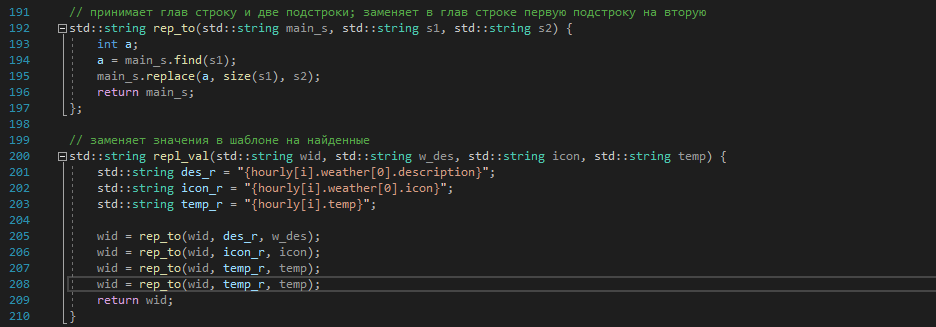 191 // принимает глав строку и две подстроки; заменяет в глав строке первую подстроку на вторую
192 std::string rep_to(std::string main_s, std::string s1, std::string s2) {
193 int a;
194 a = main_s.find(s1);
195 main_s.replace(a, size(s1), s2);
196 return main_s;
197 };
198
199 // заменяет значения в шаблоне на найденные
200 std::string repl_val(std::string wid, std::string w_des, std::string icon, std::string temp) {
201 std::string des_r = "{hourly[i].weather[0].description}";
202 std::string icon_r = "{hourly[i].weather[0].icon}";
203 std::string temp_r = "{hourly[i].temp}";
204
205 wid = rep_to(wid, des_r, w_des);
206 wid = rep_to(wid, icon_r, icon);
207 wid = rep_to(wid, temp_r, temp);
208 wid = rep_to(wid, temp_r, temp);
209 return wid;
210 }